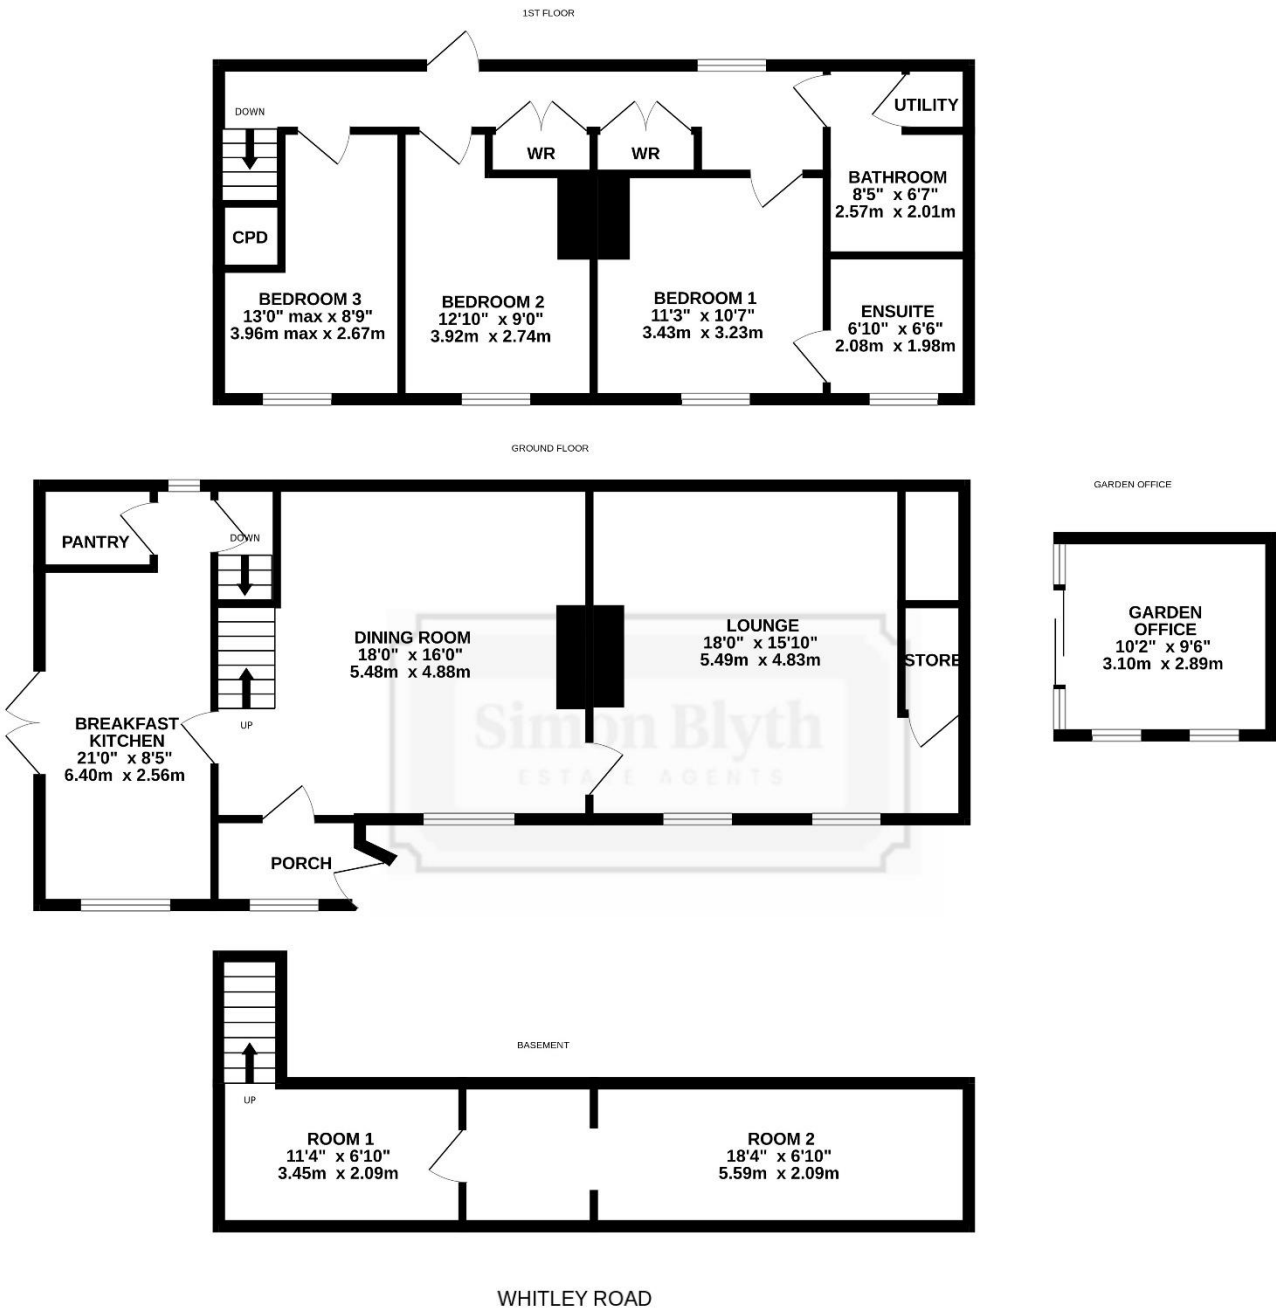 1ST FLOOR
DOWN
UTILITY
WR
WR
BATHROOM
8'5" x 6'7"
2.57m x 2.01m
CPD
BEDROOM 3
13'0" max x 8'9"
3.96m max x 2.67m
BEDROOM 2
12'10" x 9'0"
3.92m x 2.74m
BEDROOM 1
11'3" x 10'7"
3.43m x 3.23m
ENSUITE
6'10" x 6'6"
2.08m x 1.98m
GROUND FLOOR
PANTRY
DOWN
DINING ROOM
18'0" x 16'0"
5.48m x 4.88m
LOUNGE
18'0" x 15'10"
5.49m x 4.83m
STORE
UP
BREAKFAST
KITCHEN
21'0" x 8'5"
6.40m x 2.56m
Simon Blyth
ESTATE AGENTS
PORCH
GARDEN OFFICE
GARDEN
OFFICE
10'2" x 9'6"
3.10m x 2.89m
BASEMENT
UP
ROOM 1
11'4" x 6'10"
3.45m x 2.09m
ROOM 2
18'4" x 6'10"
5.59m x 2.09m
WHITLEY ROAD